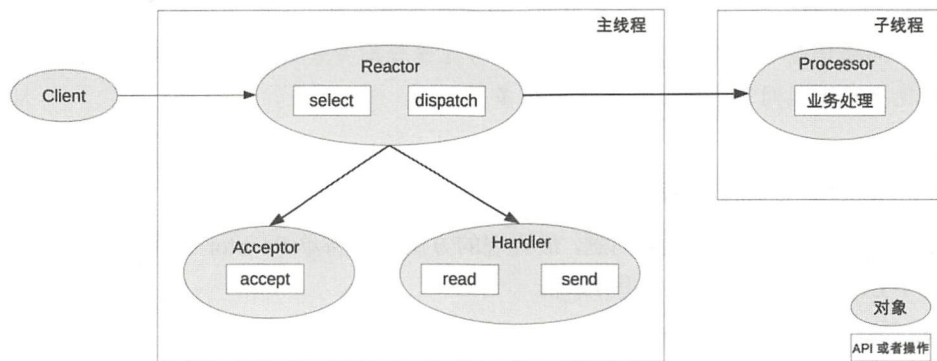 主线程
子线程
Client
Reactor
select
dispatch
Processor
业务处理
Acceptor
accept
Handler
read
send
对象
API 或者操作